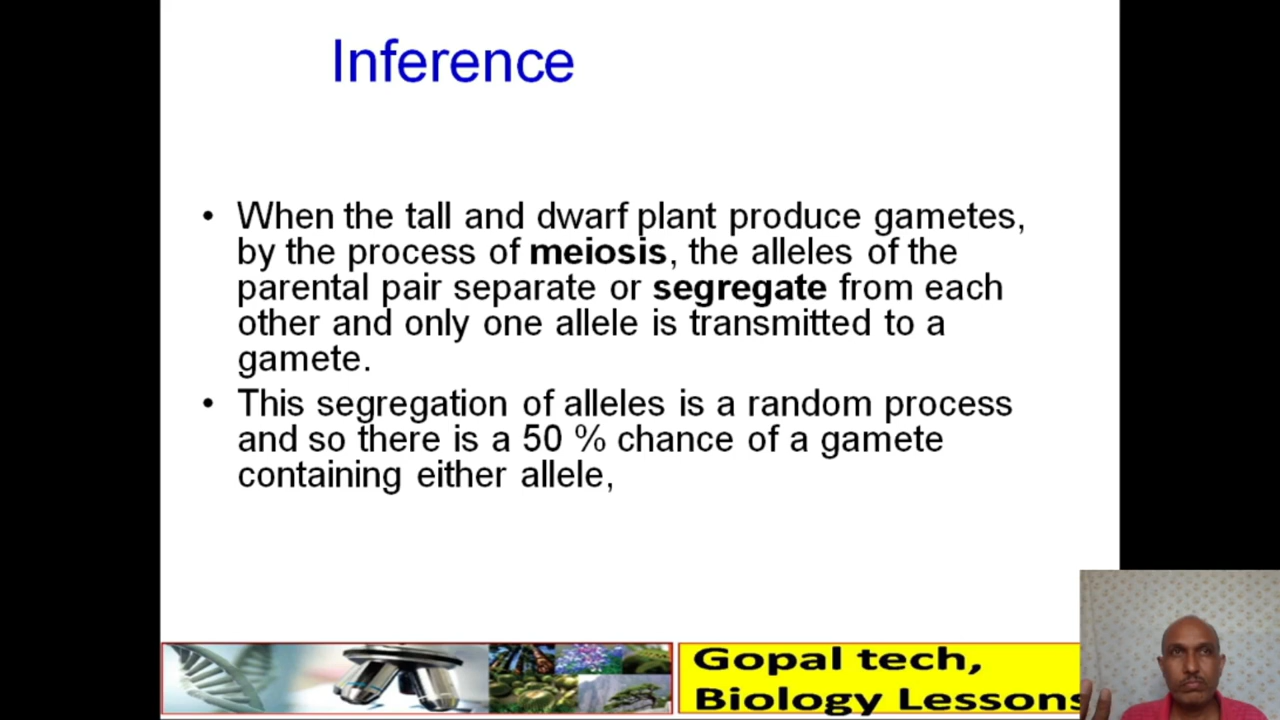 Inference
• When the tall and dwarf plant produce gametes,
by the process of meiosis, the alleles of the
parental pair separate or segregate from each
other and only one allele is transmitted to a
gamete.
• This segregation of alleles is a random process
and so there is a 50 % chance of a gamete
containing either allele,
Gopal tech,
Biology Lessons